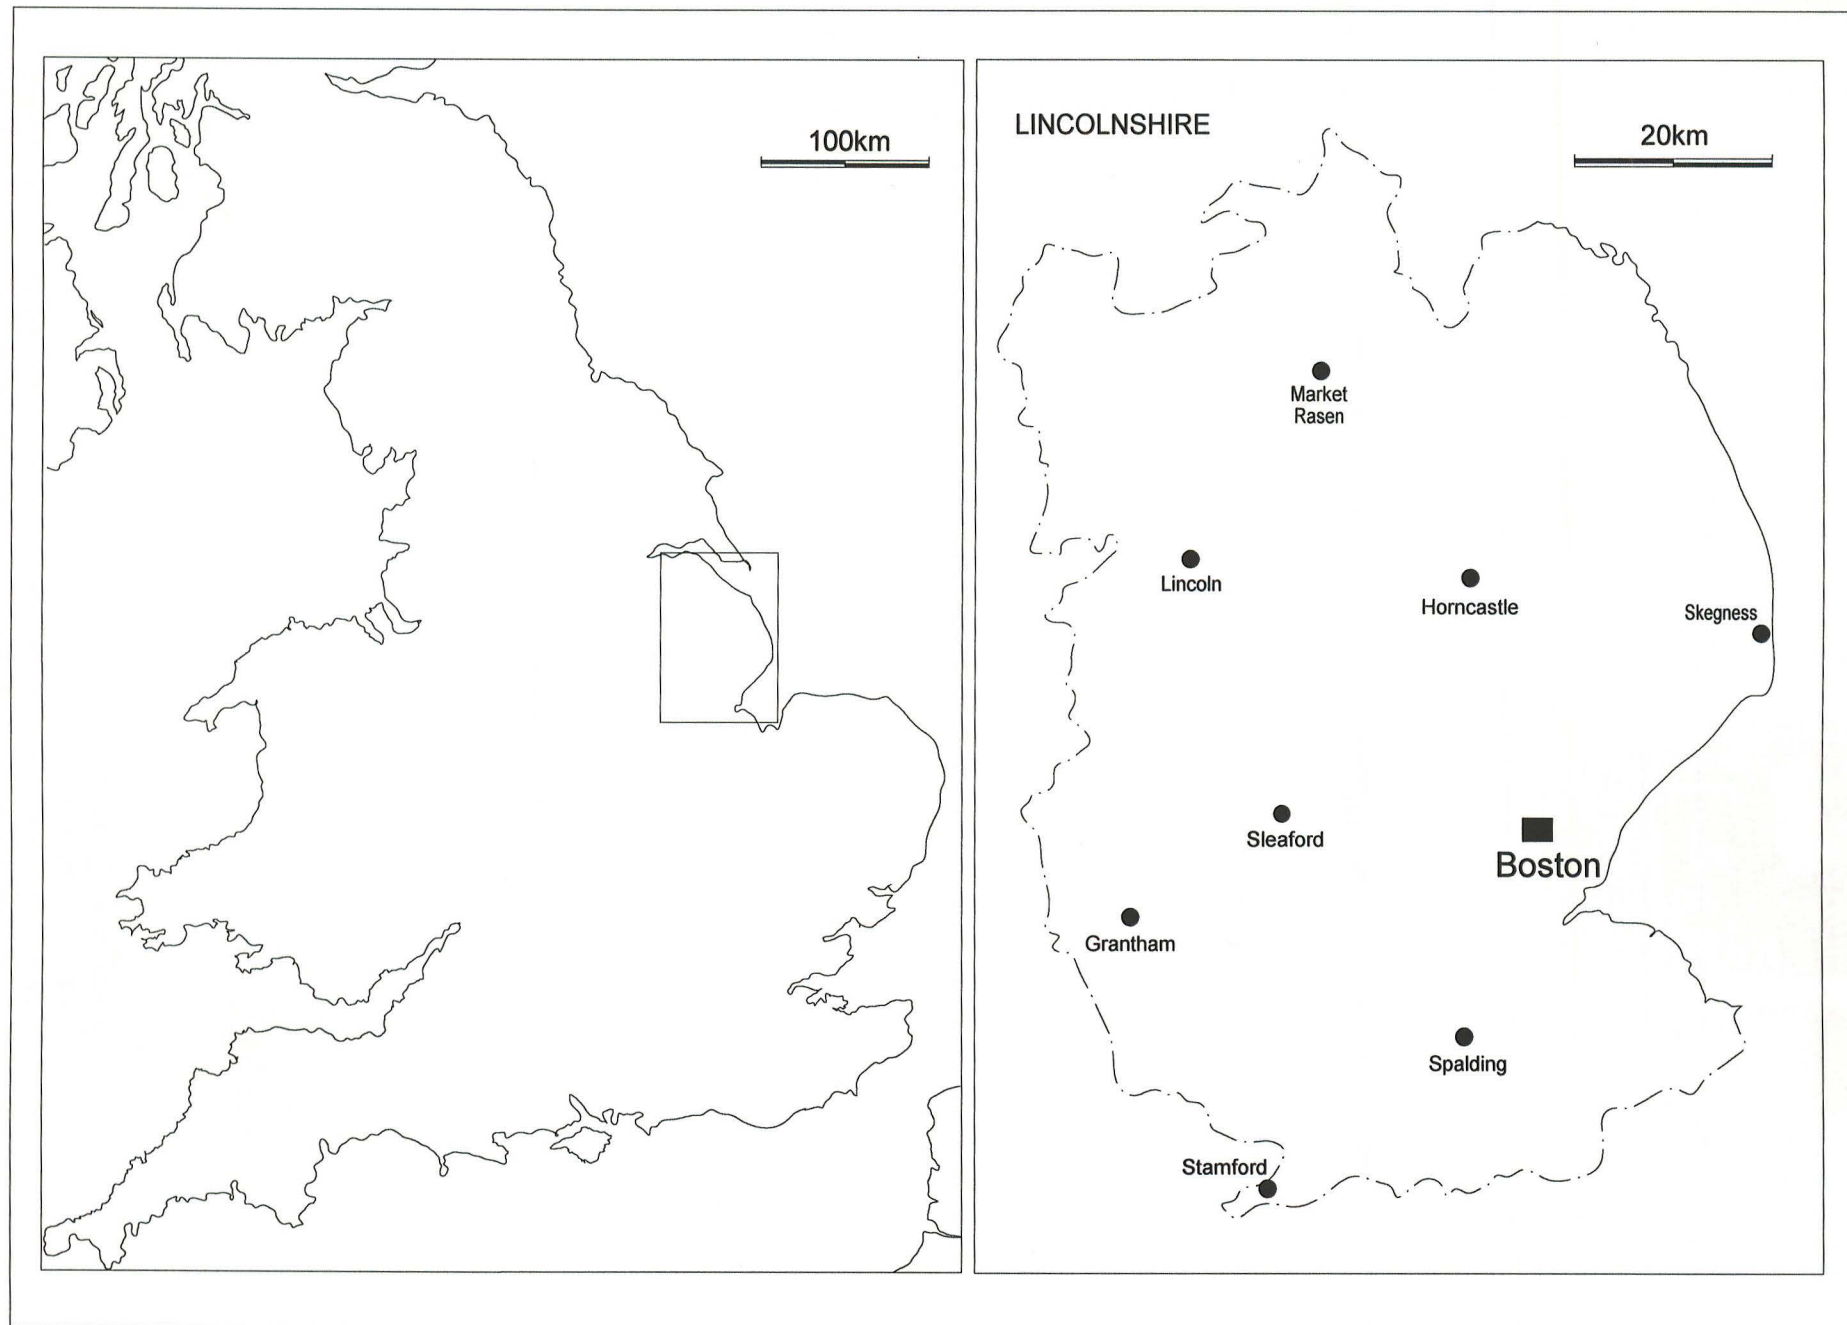 100km
LINCOLNSHIRE
20km
Market
Rasen
Lincoln
Horncastle
Skegness
Sleaford
Boston
Grantham
Spalding
Stamford